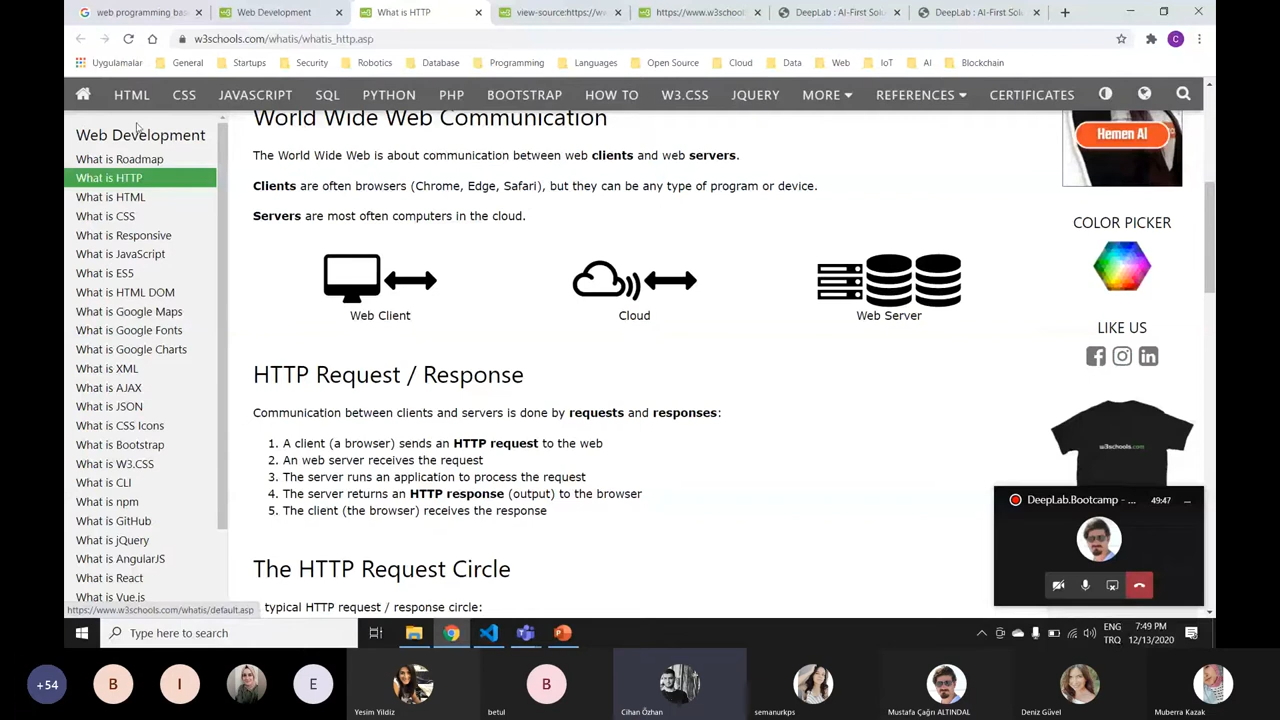 web programming bas
Web Development
What is HTTP
view-source:https://ww
https://www.w3school
DeepLab : AI-First Solu
DeepLab : AI-First Solu
w3schools.com/whatis/whatis_http.asp
Uygulamalar
General
Startups
Security
Robotics
Database
Programming
Languages
Open Source
Cloud
Data
Web
IoT
AI
Blockchain
HTML CSS JAVASCRIPT SQL PYTHON PHP BOOTSTRAP HOW TO W3.CSS JQUERY MORE REFERENCES CERTIFICATES
Web Development
What is Roadmap
What is HTTP
What is HTML
What is CSS
What is Responsive
What is JavaScript
What is ES5
What is HTML DOM
What is Google Maps
What is Google Fonts
What is Google Charts
What is XML
What is AJAX
What is JSON
What is CSS Icons
What is Bootstrap
What is W3.CSS
What is CLI
What is npm
What is GitHub
What is jQuery
What is AngularJS
What is React
What is Vue.js
https://www.w3schools.com/whatis/default.asp
World Wide Web Communication
The World Wide Web is about communication between web clients and web servers.
Clients are often browsers (Chrome, Edge, Safari), but they can be any type of program or device.
Servers are most often computers in the cloud.
Web Client
Cloud
Web Server
HTTP Request / Response
Communication between clients and servers is done by requests and responses:
1. A client (a browser) sends an HTTP request to the web
2. An web server receives the request
3. The server runs an application to process the request
4. The server returns an HTTP response (output) to the browser
5. The client (the browser) receives the response
The HTTP Request Circle
typical HTTP request / response circle:
Hemen Al
COLOR PICKER
LIKE US
w3schools.com
DeepLab.Bootcamp - ...
49:47
Type here to search
ENG
TRQ
7:49 PM
12/13/2020
+54
B
I
E
Yesim Yildiz
B
betul
Cihan Özhan
semanurkps
Mustafa Çağrı ALTINDAL
Deniz Güvel
Muberra Kazak